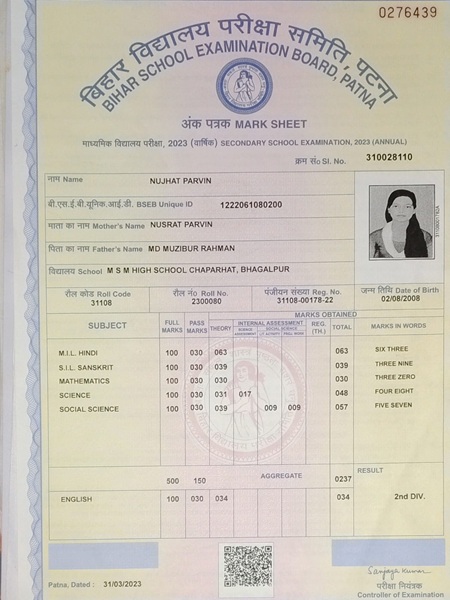 0276439
बिहार विद्यालय परीक्षा समिति, पटना
BIHAR SCHOOL EXAMINATION BOARD, PATNA
अंक पत्रक MARK SHEET
माध्यमिक विद्यालय परीक्षा, 2023 (वार्षिक) SECONDARY SCHOOL EXAMINATION, 2023 (ANNUAL)
क्रम सं० Sl. No. 310028110
नाम Name NUJHAT PARVIN
बी.एस.ई.बी.यूनिक.आई.डी. BSEB Unique ID 1222061080200
माता का नाम Mother's Name NUSRAT PARVIN
पिता का नाम Father's Name MD MUZIBUR RAHMAN
विद्यालय School M S M HIGH SCHOOL CHAPARHAT, BHAGALPUR
रौल कोड Roll Code रौल नं० Roll No. पंजीयन संख्या Reg. No. जन्म तिथि Date of Birth
31108 2300080 31108-00178-22 02/08/2008
MARKS OBTAINED
SUBJECT FULL MARKS PASS MARKS THEORY INTERNAL ASSESSMENT REG. (TH.) TOTAL MARKS IN WORDS
M.I.L. HINDI 100 030 063 063 SIX THREE
S.I.L. SANSKRIT 100 030 039 039 THREE NINE
MATHEMATICS 100 030 030 030 THREE ZERO
SCIENCE 100 030 031 017 048 FOUR EIGHT
SOCIAL SCIENCE 100 030 039 009 009 057 FIVE SEVEN
500 150 AGGREGATE 0237 RESULT
ENGLISH 100 030 034 034 2nd DIV.
Patna, Dated : 31/03/2023
Sanjaya Kumar
परीक्षा नियंत्रक
Controller of Examination